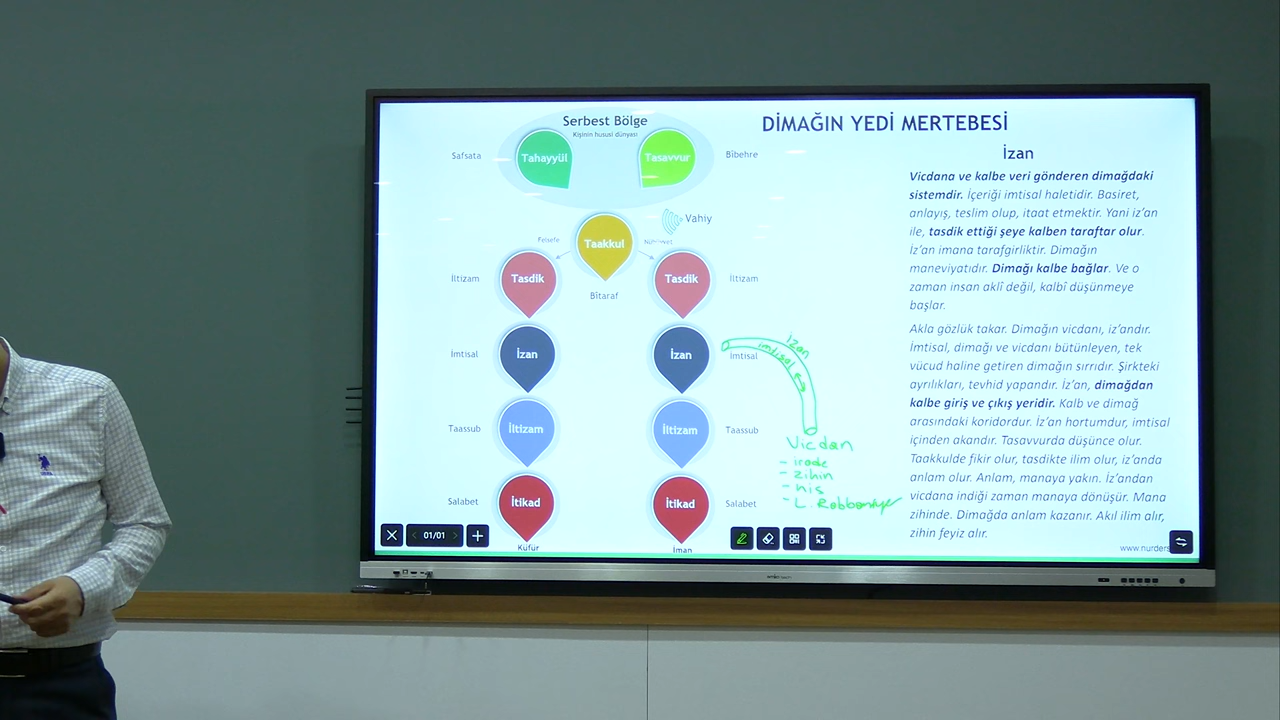 Serbest Bölge
Kişinin hususi dünyası
Safsata
Tahayyül
Tasavvur
Bîbehre
Vahiy
Taakkul
Felsefe
Nübüvvet
İltizam
Tasdik
Tasdik
İltizam
Bîtaraf
İmtisal
İzan
İzan
İmtisal
Taassub
İltizam
İltizam
Taassub
Salabet
İtikad
İtikad
Salabet
Küfür
İman
01/01
İzan
imtisal
Vicdan
- irade
- zihin
- his
- L. Rabbaniye
DİMAĞIN YEDİ MERTEBESİ
İzan
Vicdana ve kalbe veri gönderen dimağdaki
sistemdir. İçeriği imtisal haletidir. Basiret,
anlayış, teslim olup, itaat etmektir. Yani iz’an
ile, tasdik ettiği şeye kalben taraftar olur.
İz’an imana tarafgirliktir. Dimağın
maneviyatıdır. Dimağı kalbe bağlar. Ve o
zaman insan aklî değil, kalbî düşünmeye
başlar.
Akla gözlük takar. Dimağın vicdanı, iz’andır.
İmtisal, dimağı ve vicdanı bütünleyen, tek
vücud haline getiren dimağın sırrıdır. Şirkteki
ayrılıkları, tevhid yapandır. İz’an, dimağdan
kalbe giriş ve çıkış yeridir. Kalb ve dimağ
arasındaki koridordur. İz’an hortumdur, imtisal
içinden akandır. Tasavvurda düşünce olur.
Taakkulde fikir olur, tasdikte ilim olur, iz’anda
anlam olur. Anlam, manaya yakın. İz’andan
vicdana indiği zaman manaya dönüşür. Mana
zihinde. Dimağda anlam kazanır. Akıl ilim alır,
zihin feyiz alır.
www.nurders